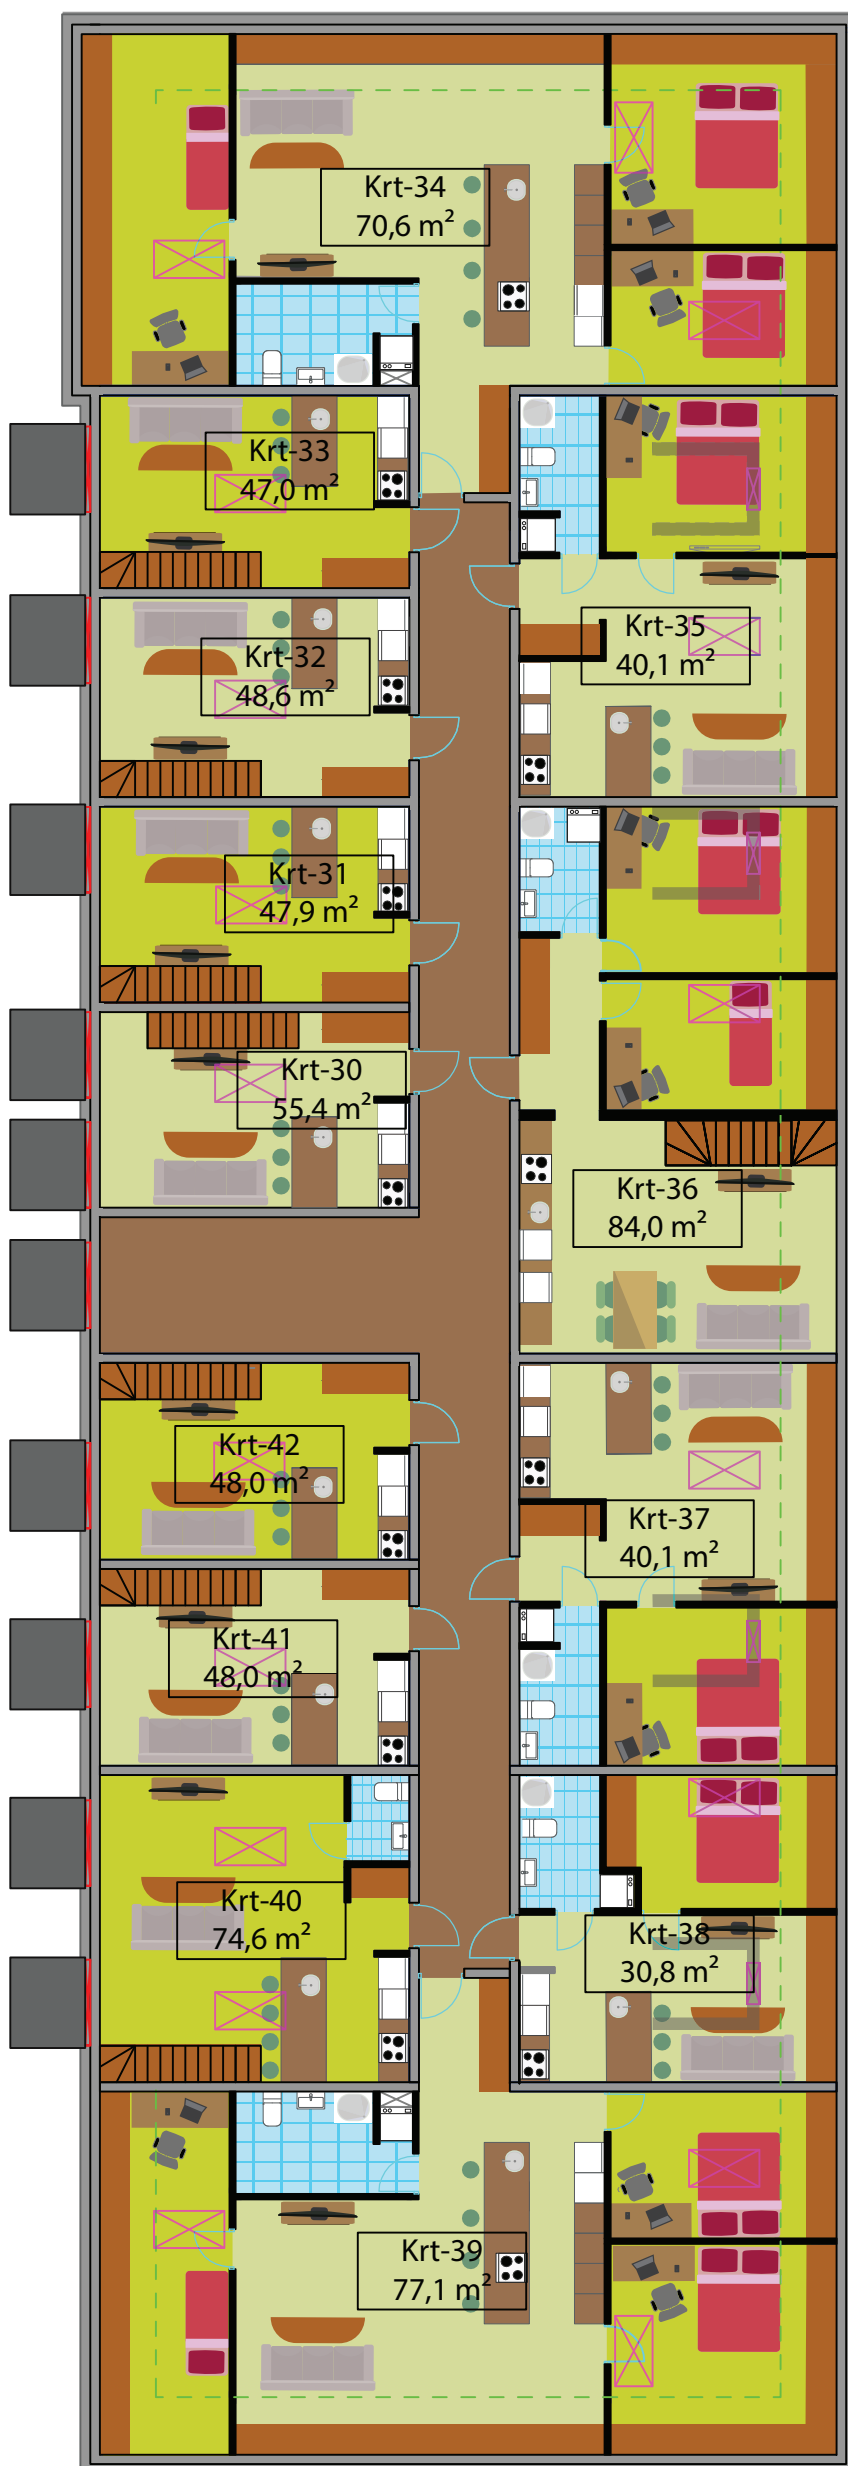 Krt-34
70,6 m²
Krt-33
47,0 m²
Krt-35
40,1 m²
Krt-32
48,6 m²
Krt-31
47,9 m²
Krt-30
55,4 m²
Krt-36
84,0 m²
Krt-42
48,0 m²
Krt-37
40,1 m²
Krt-41
48,0 m²
Krt-40
74,6 m²
Krt-38
30,8 m²
Krt-39
77,1 m²